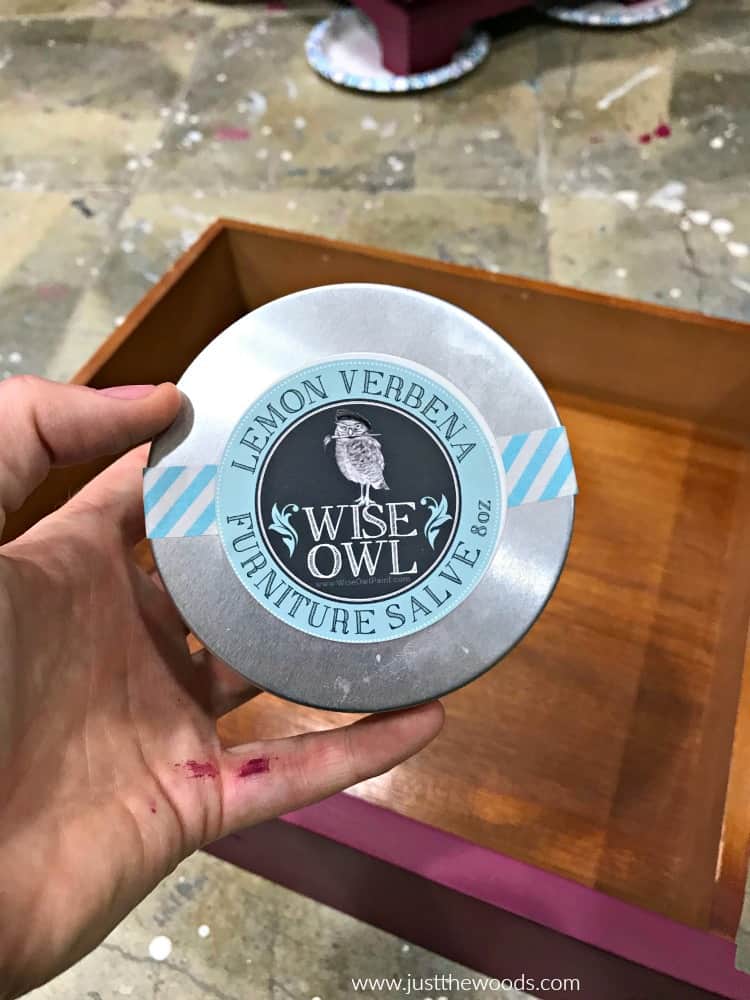 LEMON VERBENA
WISE
OWL
www.WiseOwlPaint.com
FURNITURE SALVE 8oz
www.justthewoods.com